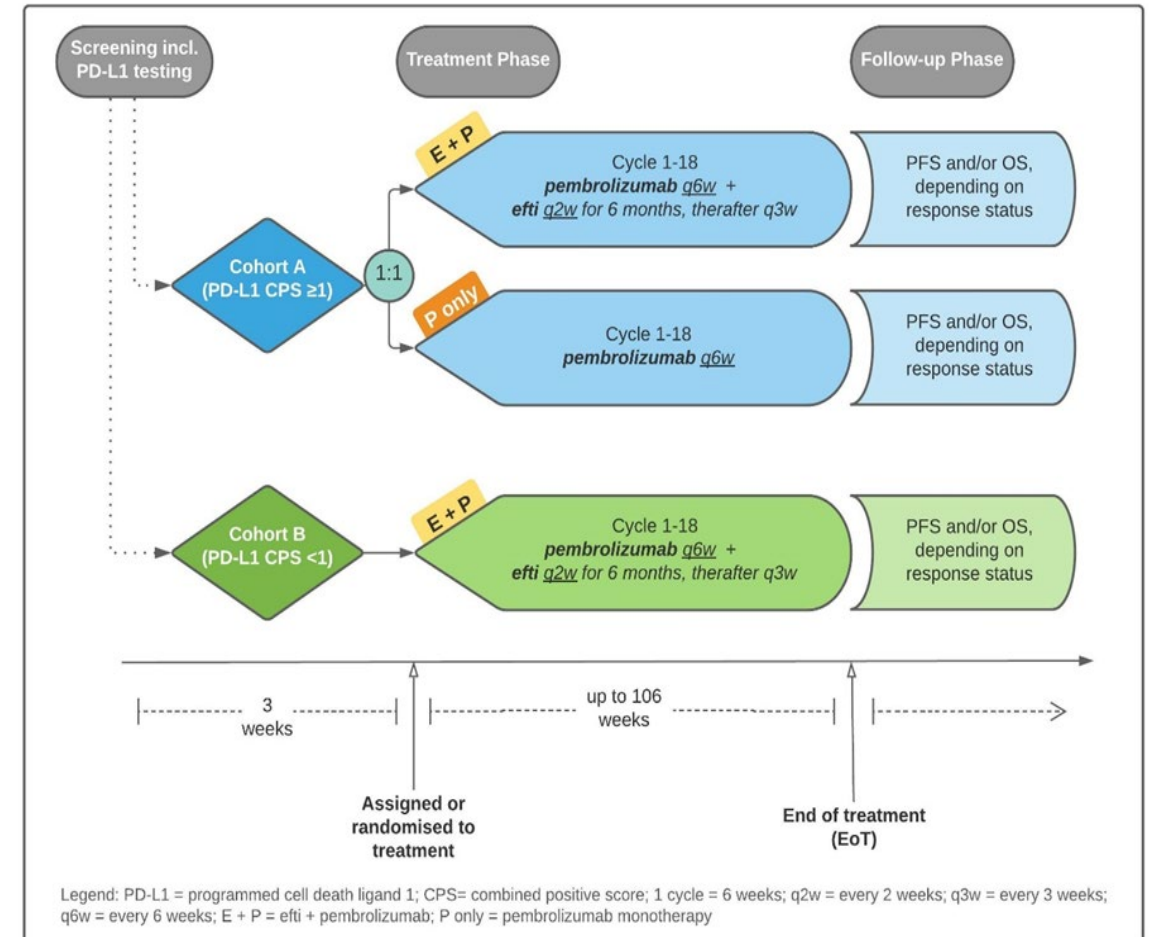 Screening incl.
PD-L1 testing
Treatment Phase
Follow-up Phase
E + P
Cycle 1-18
pembrolizumab q6w +
efti q2w for 6 months, therafter q3w
PFS and/or OS,
depending on
response status
Cohort A
(PD-L1 CPS ≥1)
1:1
P only
Cycle 1-18
pembrolizumab q6w
PFS and/or OS,
depending on
response status
Cohort B
(PD-L1 CPS <1)
E + P
Cycle 1-18
pembrolizumab q6w +
efti q2w for 6 months, therafter q3w
PFS and/or OS,
depending on
response status
3
weeks
up to 106
weeks
Assigned or
randomised to
treatment
End of treatment
(EoT)
Legend: PD-L1 = programmed cell death ligand 1; CPS= combined positive score; 1 cycle = 6 weeks; q2w = every 2 weeks; q3w = every 3 weeks;
q6w = every 6 weeks; E + P = efti + pembrolizumab; P only = pembrolizumab monotherapy